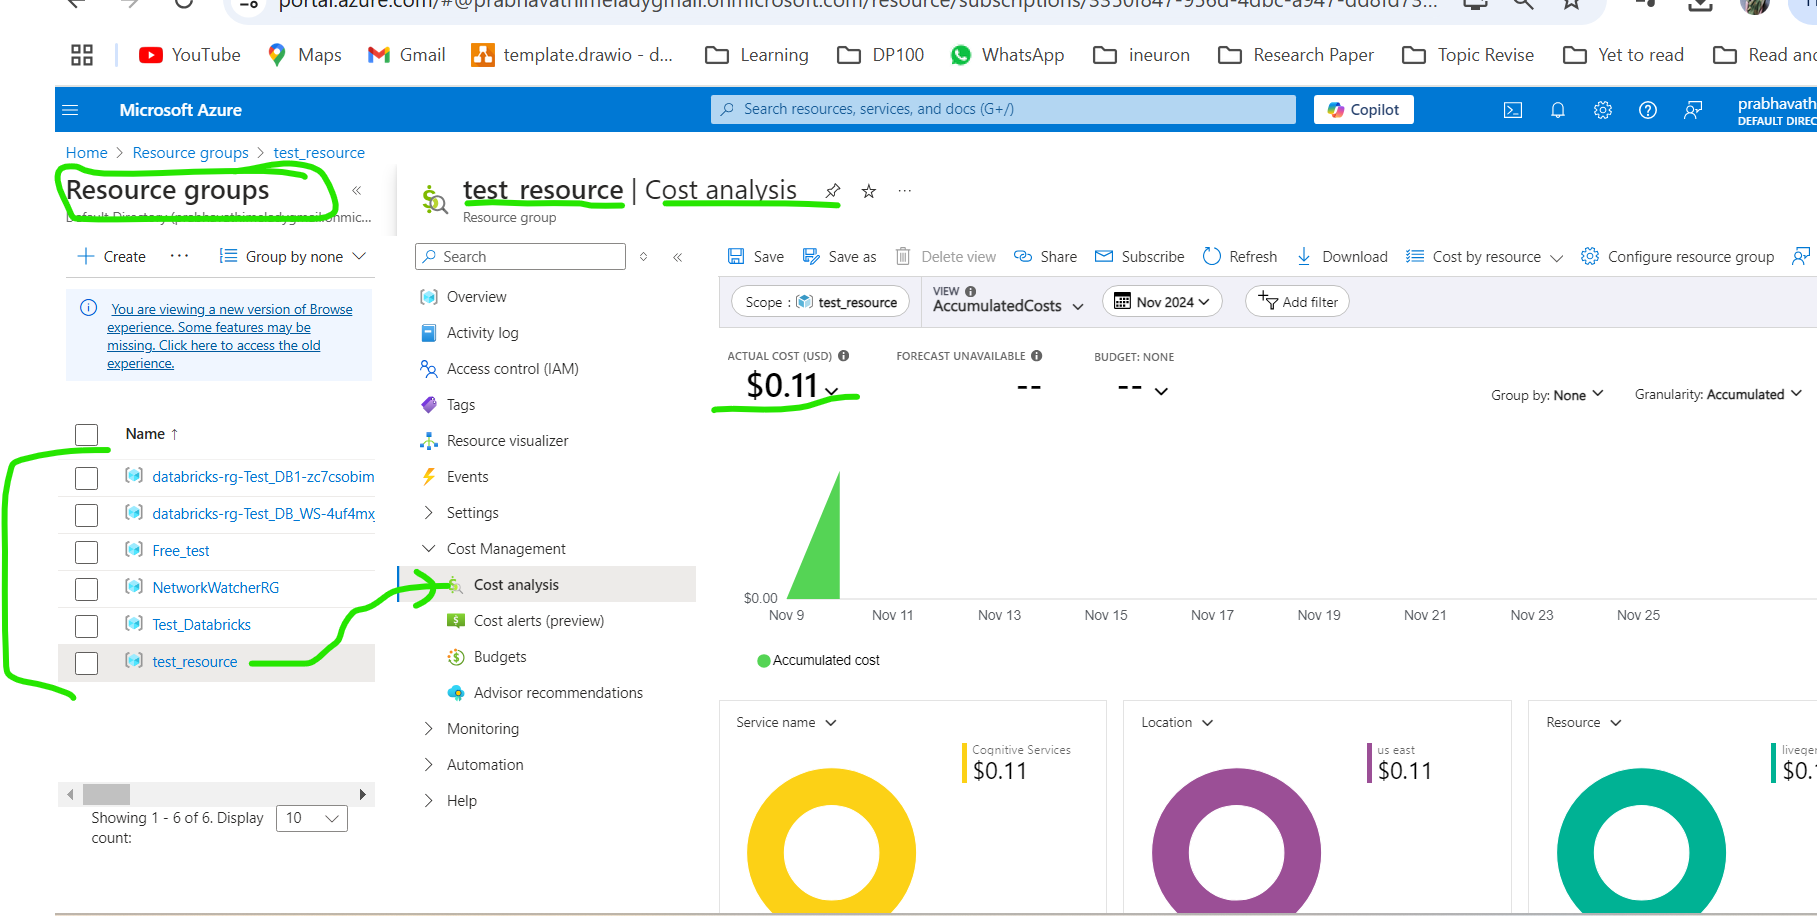 portal.azure.com/#@prabhavathimeladygmail.onmicrosoft.com/resource/subscriptions/
YouTube Maps Gmail template.drawio - d... Learning DP100 WhatsApp ineuron Research Paper Topic Revise Yet to read Read and
Microsoft Azure
Search resources, services, and docs (G+/)
Copilot
prabhavath
DEFAULT DIREC
Home > Resource groups > test_resource
Resource groups
Default Directory (prabhavathimeladygmail.onmic...
Create ... Group by none
You are viewing a new version of Browse
experience. Some features may be
missing. Click here to access the old
experience.
Name ↑
databricks-rg-Test_DB1-zc7csobim
databricks-rg-Test_DB_WS-4uf4mx
Free_test
NetworkWatcherRG
Test_Databricks
test_resource
Showing 1 - 6 of 6. Display
count:
10
test_resource | Cost analysis
Resource group
Search
Overview
Activity log
Access control (IAM)
Tags
Resource visualizer
Events
Settings
Cost Management
Cost analysis
Cost alerts (preview)
Budgets
Advisor recommendations
Monitoring
Automation
Help
Save Save as Delete view Share Subscribe Refresh Download Cost by resource Configure resource group
Scope : test_resource
VIEW
AccumulatedCosts
Nov 2024
Add filter
ACTUAL COST (USD)
$0.11
FORECAST UNAVAILABLE
--
BUDGET: NONE
--
Group by: None
Granularity: Accumulated
$0.00
Nov 9 Nov 11 Nov 13 Nov 15 Nov 17 Nov 19 Nov 21 Nov 23 Nov 25
Accumulated cost
Service name
Cognitive Services
$0.11
Location
us east
$0.11
Resource